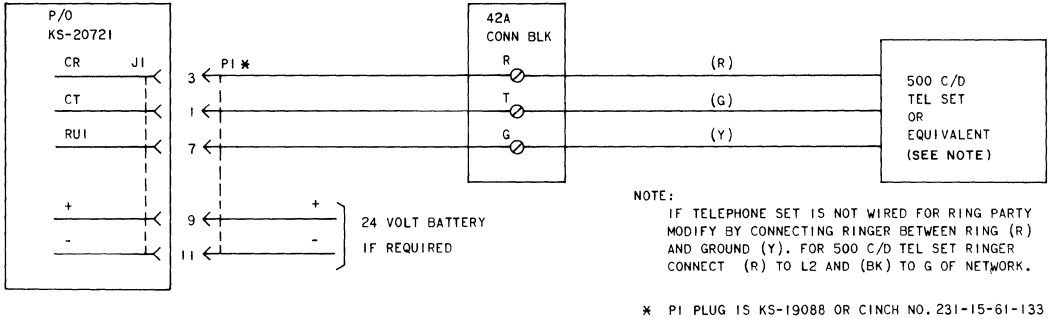 P/O
KS-20721
CR J1 3 P1 *
CT 1
RU1 7
+ 9 +
- 11 -
24 VOLT BATTERY
IF REQUIRED
42A
CONN BLK
R
T
G
(R)
(G)
(Y)
500 C/D
TEL SET
OR
EQUIVALENT
(SEE NOTE)
NOTE:
IF TELEPHONE SET IS NOT WIRED FOR RING PARTY
MODIFY BY CONNECTING RINGER BETWEEN RING (R)
AND GROUND (Y). FOR 500 C/D TEL SET RINGER
CONNECT (R) TO L2 AND (BK) TO G OF NETWORK.
* P1 PLUG IS KS-19088 OR CINCH NO. 231-15-61-133